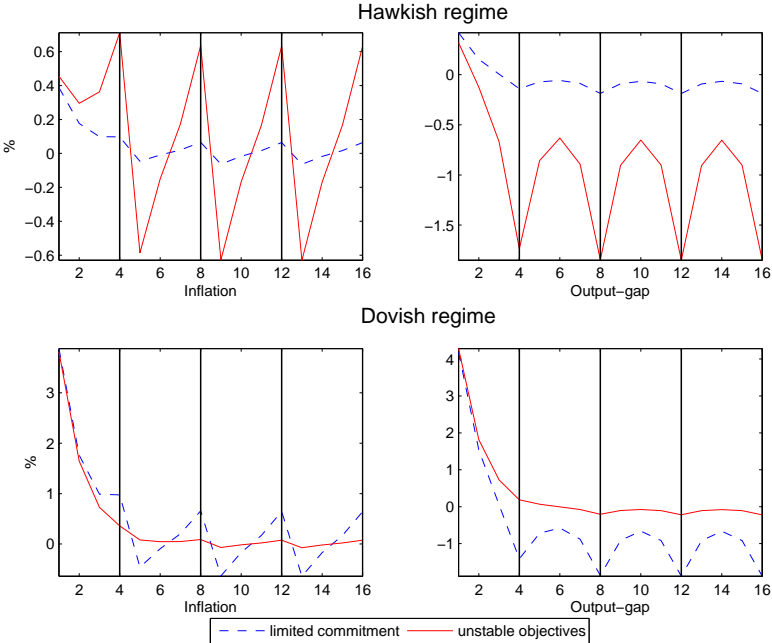 Hawkish regime
0.6
0.4
0.2
0
−0.2
−0.4
−0.6
%
2 4 6 8 10 12 14 16
Inflation
0
−0.5
−1
−1.5
2 4 6 8 10 12 14 16
Output−gap
Dovish regime
3
2
1
0
%
2 4 6 8 10 12 14 16
Inflation
4
3
2
1
0
−1
2 4 6 8 10 12 14 16
Output−gap
limited commitment unstable objectives